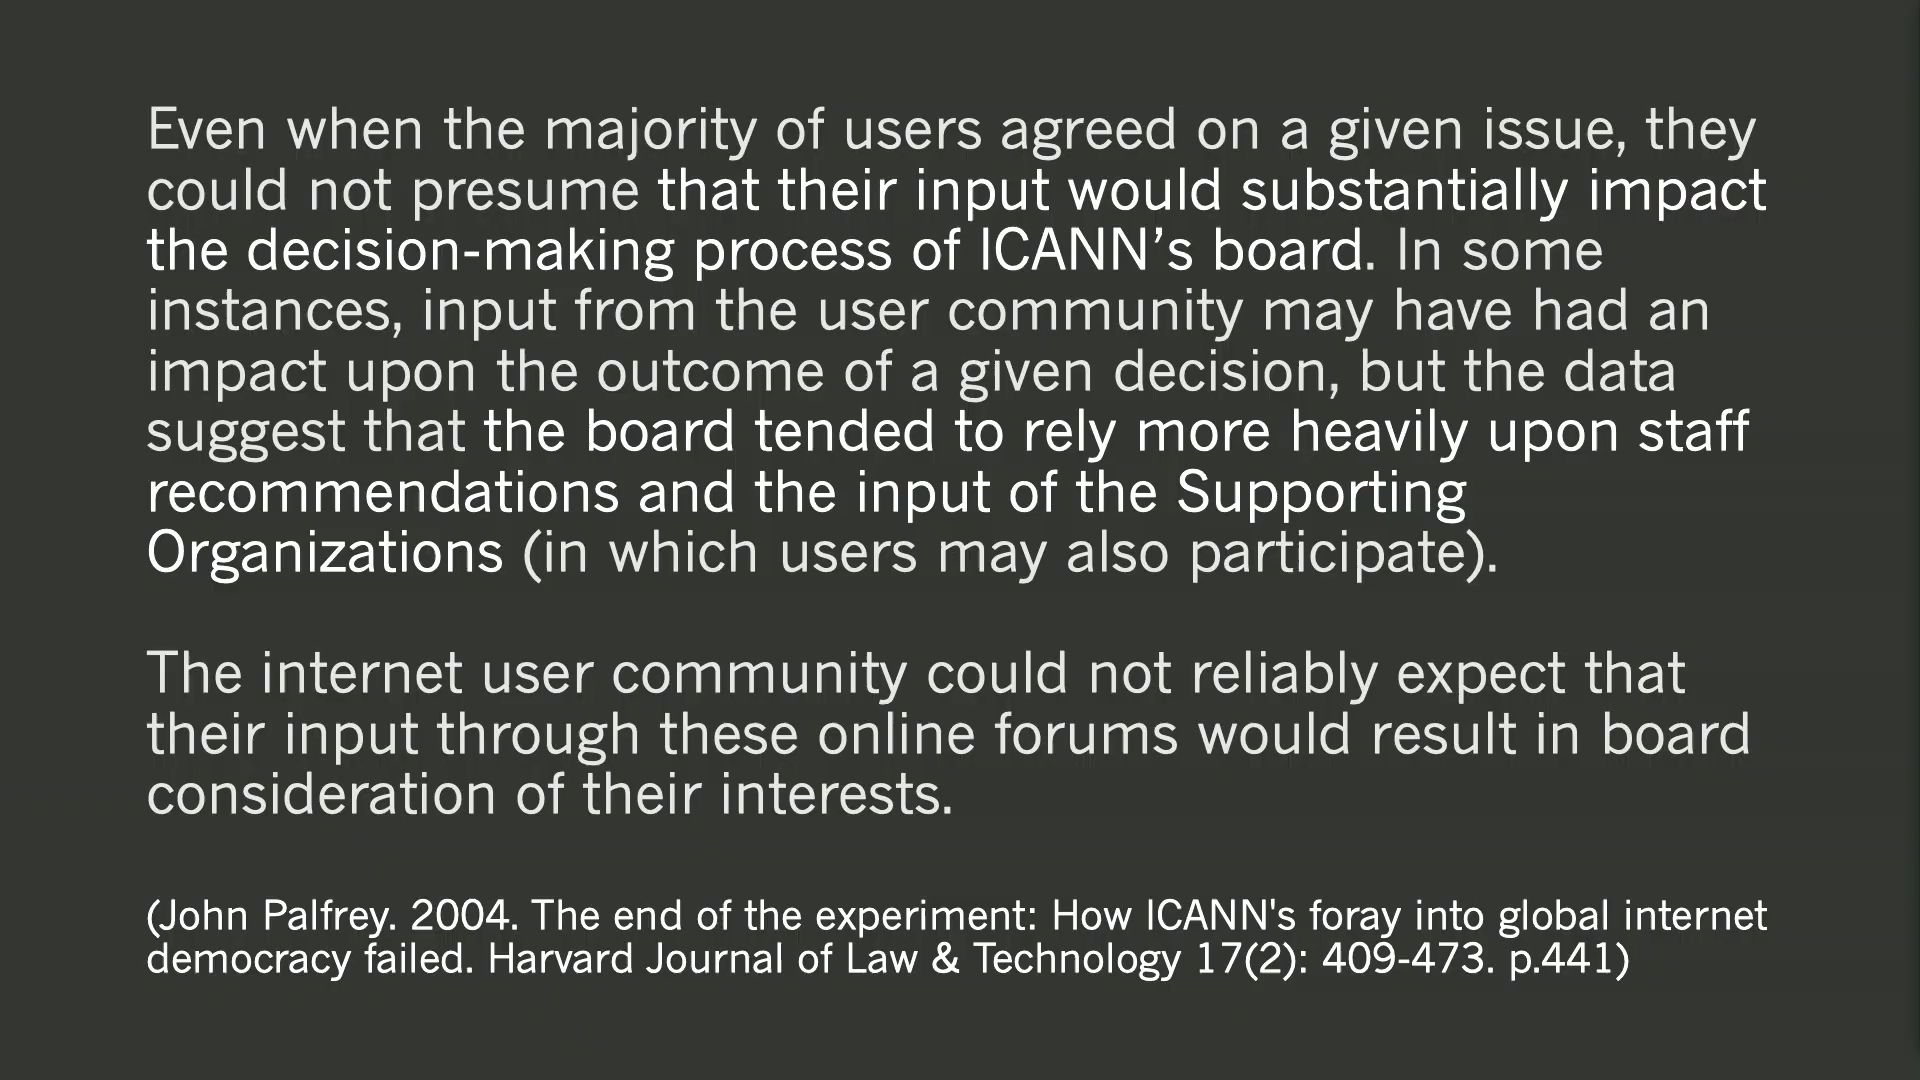 Even when the majority of users agreed on a given issue, they
could not presume that their input would substantially impact
the decision-making process of ICANN’s board. In some
instances, input from the user community may have had an
impact upon the outcome of a given decision, but the data
suggest that the board tended to rely more heavily upon staff
recommendations and the input of the Supporting
Organizations (in which users may also participate).
The internet user community could not reliably expect that
their input through these online forums would result in board
consideration of their interests.
(John Palfrey. 2004. The end of the experiment: How ICANN's foray into global internet
democracy failed. Harvard Journal of Law & Technology 17(2): 409-473. p.441)